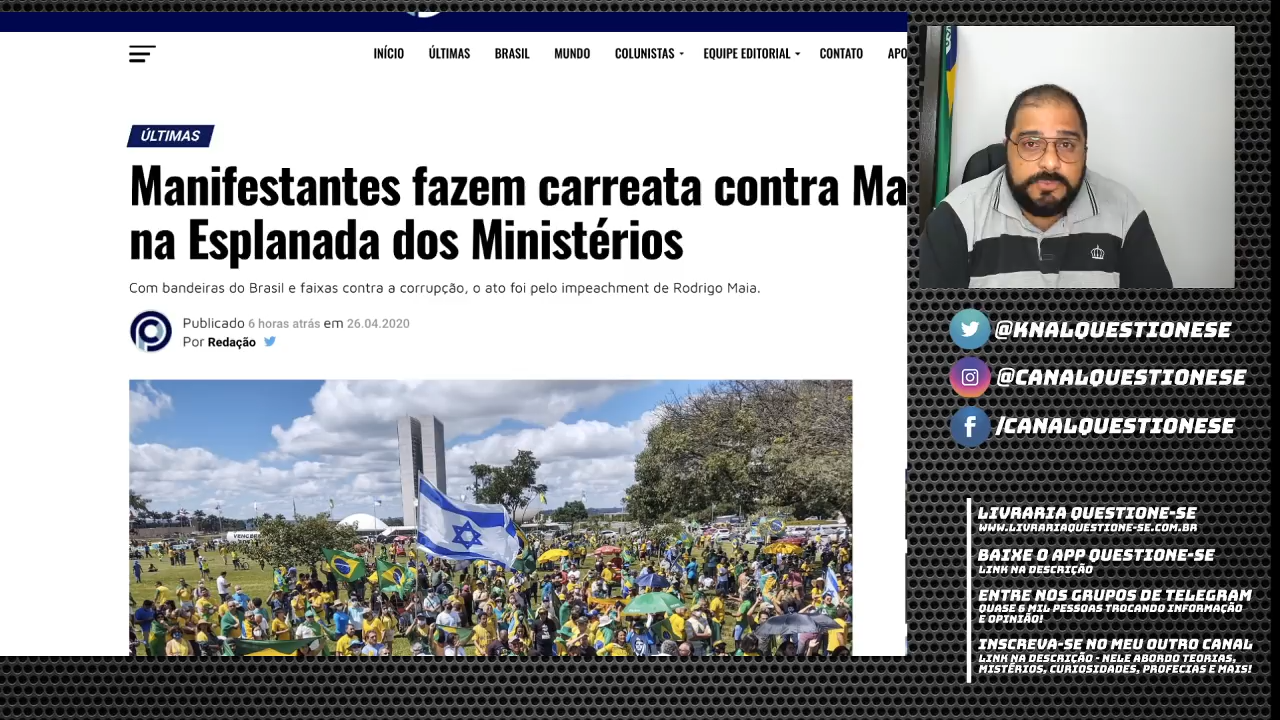 INÍCIO ÚLTIMAS BRASIL MUNDO COLUNISTAS EQUIPE EDITORIAL CONTATO APO
ÚLTIMAS
Manifestantes fazem carreata contra Ma
na Esplanada dos Ministérios
Com bandeiras do Brasil e faixas contra a corrupção, o ato foi pelo impeachment de Rodrigo Maia.
Publicado 6 horas atrás em 26.04.2020
Por Redação
@KNALQUESTIONESE
@CANALQUESTIONESE
/CANALQUESTIONESE
LIVRARIA QUESTIONE-SE
WWW.LIVRARIAQUESTIONE-SE.COM.BR
BAIXE O APP QUESTIONE-SE
LINK NA DESCRIÇÃO
ENTRE NOS GRUPOS DE TELEGRAM
QUASE 6 MIL PESSOAS TROCANDO INFORMAÇÃO
E OPINIÃO!
INSCREVA-SE NO MEU OUTRO CANAL
LINK NA DESCRIÇÃO - NELE ABORDO TEORIAS,
MISTÉRIOS, CURIOSIDADES, PROFECIAS E MAIS!